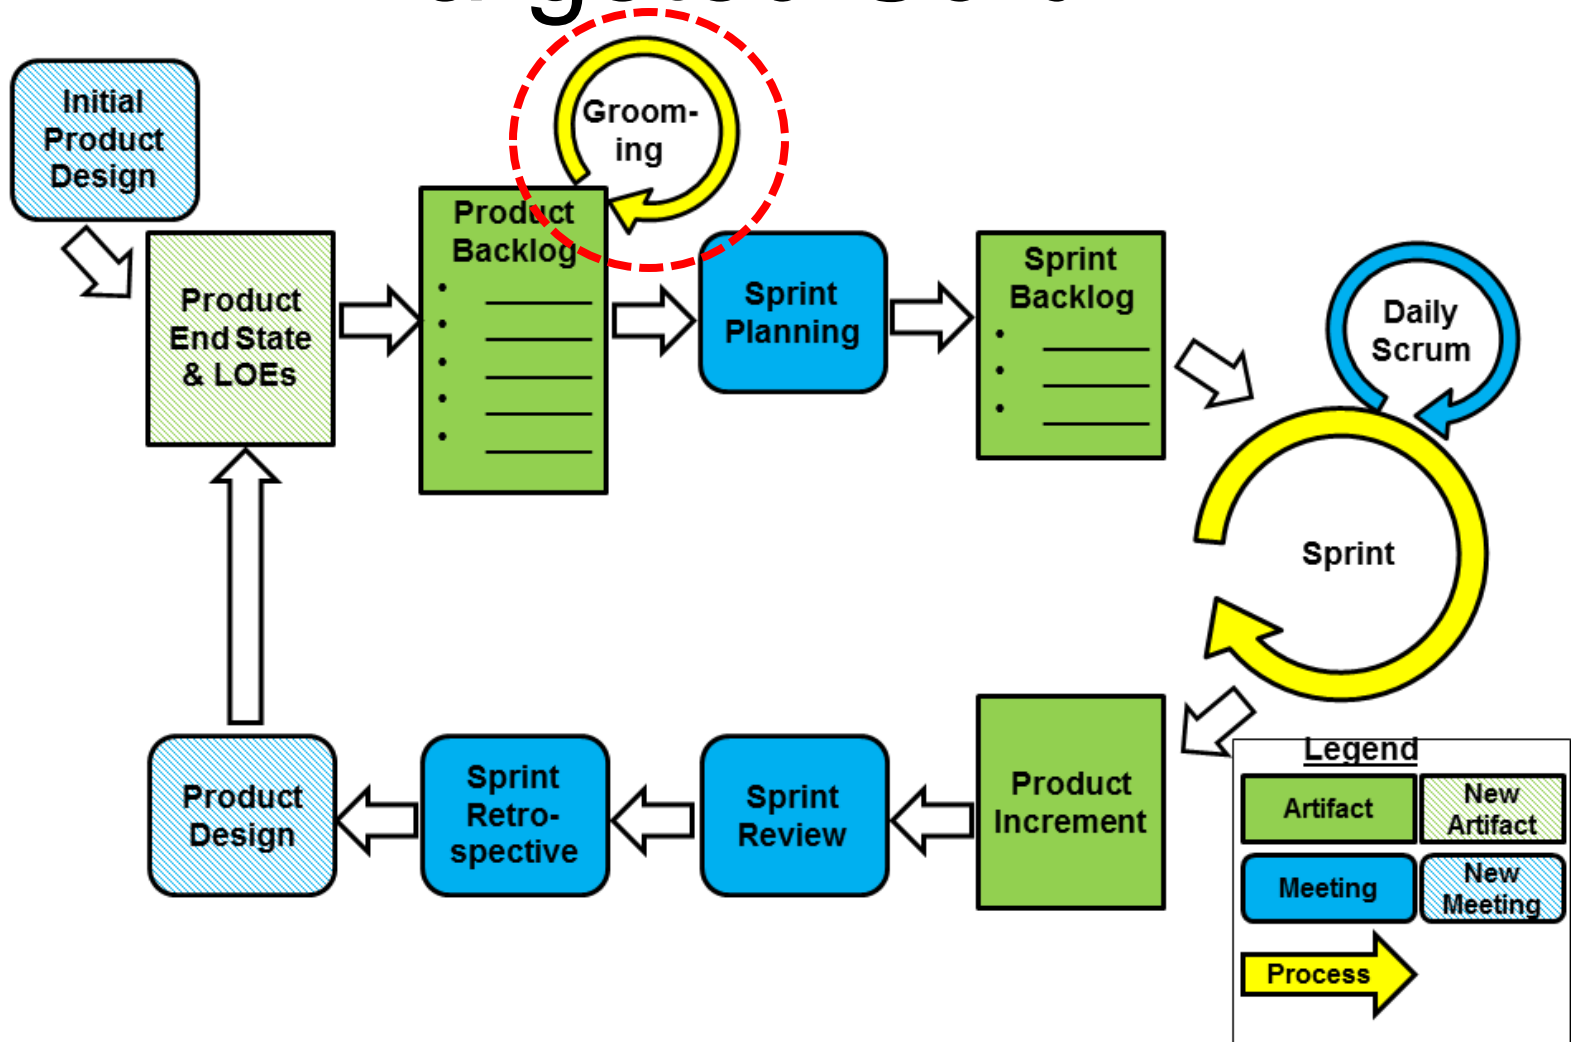 Initial
Product
Design
Groom-
ing
Product
Backlog
Product
End State
& LOEs
Sprint
Planning
Sprint
Backlog
Daily
Scrum
Sprint
Product
Design
Sprint
Retro-
spective
Sprint
Review
Product
Increment
Legend
Artifact
New
Artifact
Meeting
New
Meeting
Process